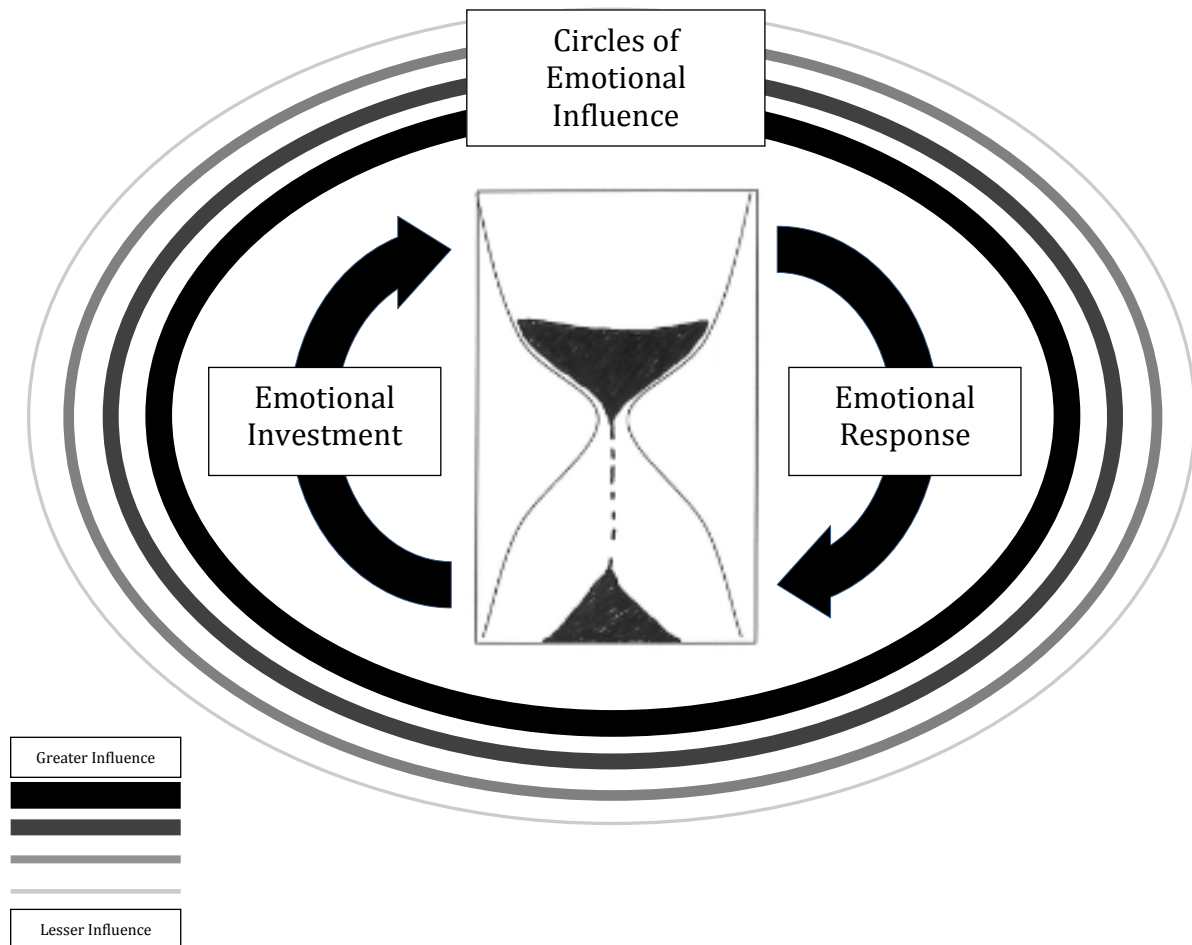 Circles of
Emotional
Influence
Emotional
Investment
Emotional
Response
Greater Influence
Lesser Influence